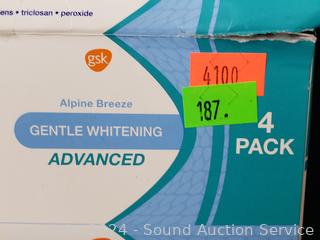 ens • triclosan • peroxide
gsk
4100
187.
Alpine Breeze
GENTLE WHITENING
ADVANCED
4
PACK
24 - Sound Auction Service